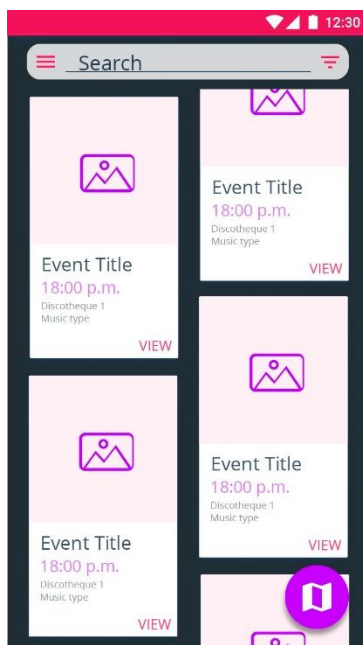 12:30
Search
Event Title
18:00 p.m.
Discotheque 1
Music type
VIEW
Event Title
18:00 p.m.
Discotheque 1
Music type
VIEW
Event Title
18:00 p.m.
Discotheque 1
Music type
VIEW
Event Title
18:00 p.m.
Discotheque 1
Music type
VIEW